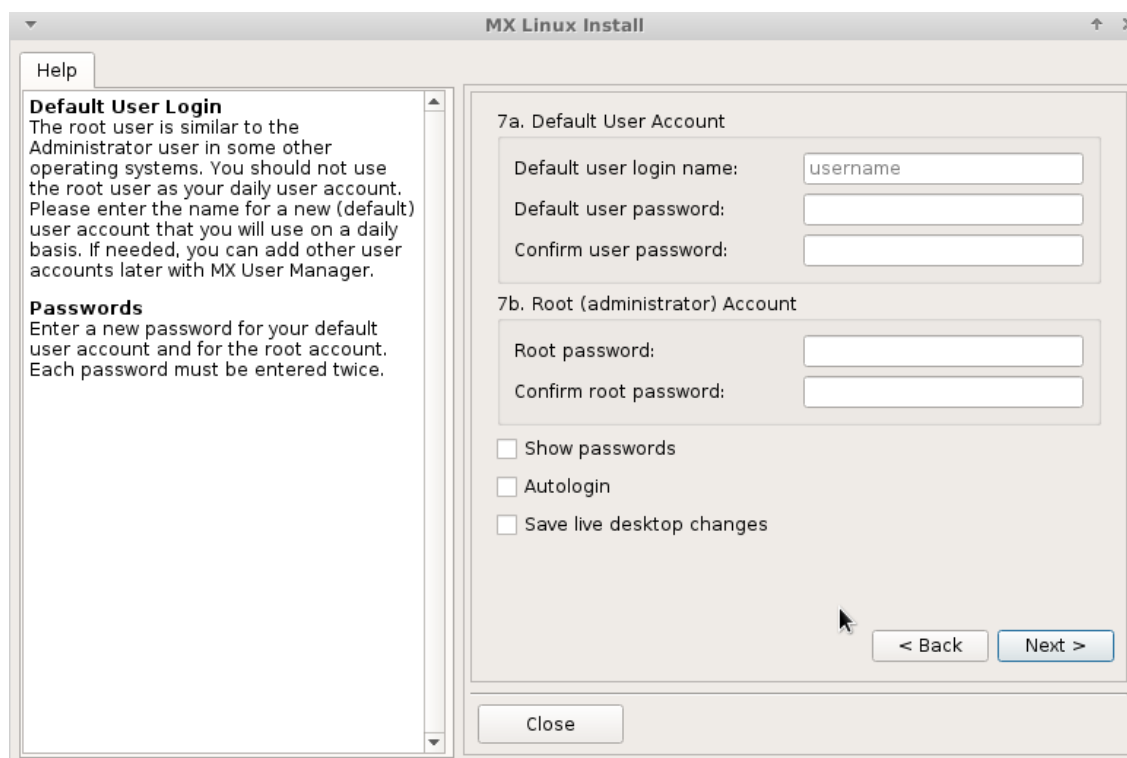 MX Linux Install
Help
Default User Login
The root user is similar to the
Administrator user in some other
operating systems. You should not use
the root user as your daily user account.
Please enter the name for a new (default)
user account that you will use on a daily
basis. If needed, you can add other user
accounts later with MX User Manager.
Passwords
Enter a new password for your default
user account and for the root account.
Each password must be entered twice.
7a. Default User Account
Default user login name: username
Default user password:
Confirm user password:
7b. Root (administrator) Account
Root password:
Confirm root password:
Show passwords
Autologin
Save live desktop changes
< Back Next >
Close